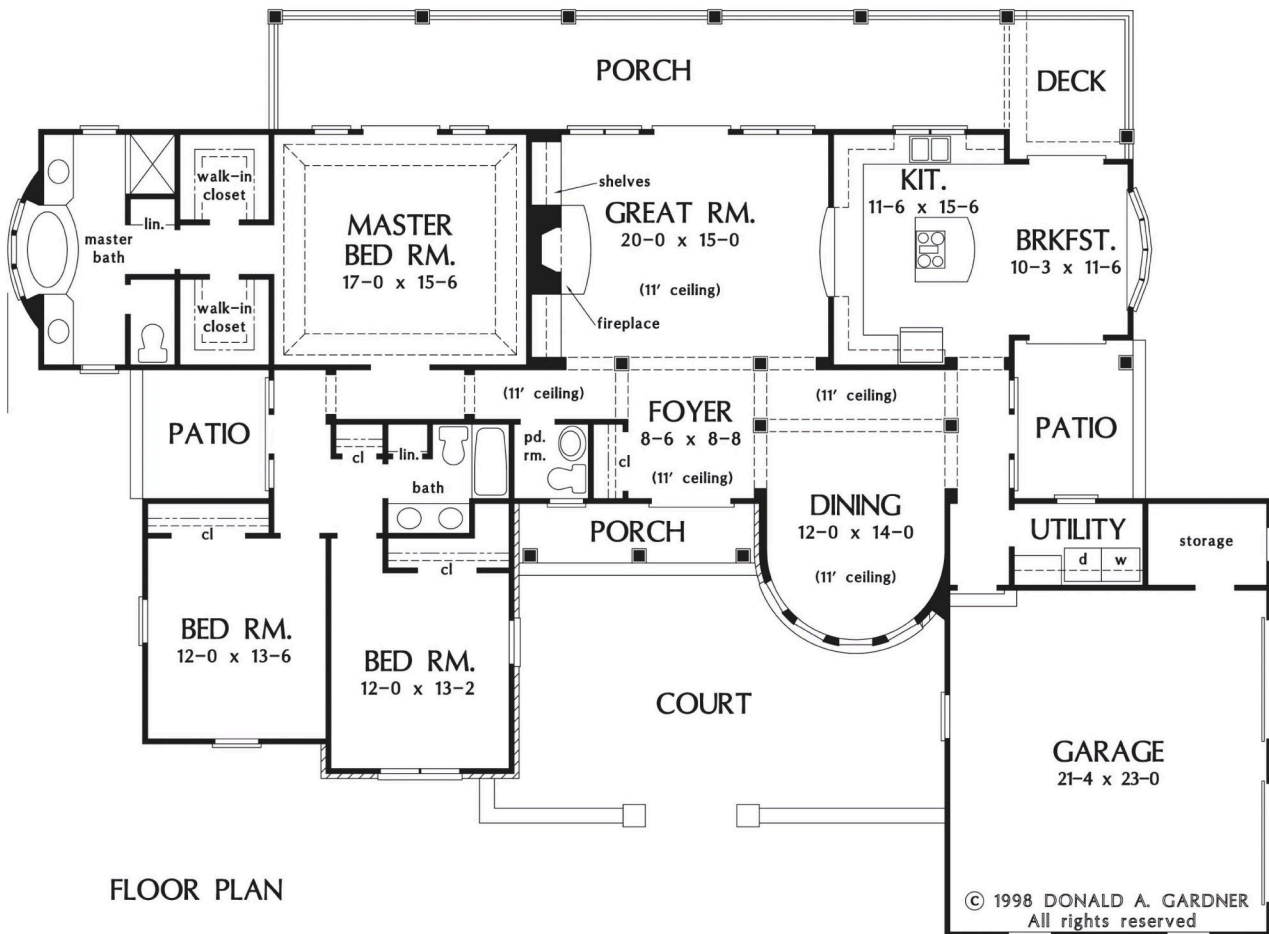 PORCH
DECK
walk-in
closet
lin.
master
bath
walk-in
closet
MASTER
BED RM.
17-0 x 15-6
shelves
GREAT RM.
20-0 x 15-0
(11' ceiling)
fireplace
KIT.
11-6 x 15-6
BRKFST.
10-3 x 11-6
PATIO
(11' ceiling)
FOYER
8-6 x 8-8
(11' ceiling)
(11' ceiling)
PATIO
cl
lin.
bath
pd.
rm.
cl
DINING
12-0 x 14-0
(11' ceiling)
PORCH
UTILITY
d
w
storage
cl
cl
BED RM.
12-0 x 13-6
BED RM.
12-0 x 13-2
COURT
GARAGE
21-4 x 23-0
FLOOR PLAN
© 1998 DONALD A. GARDNER
All rights reserved